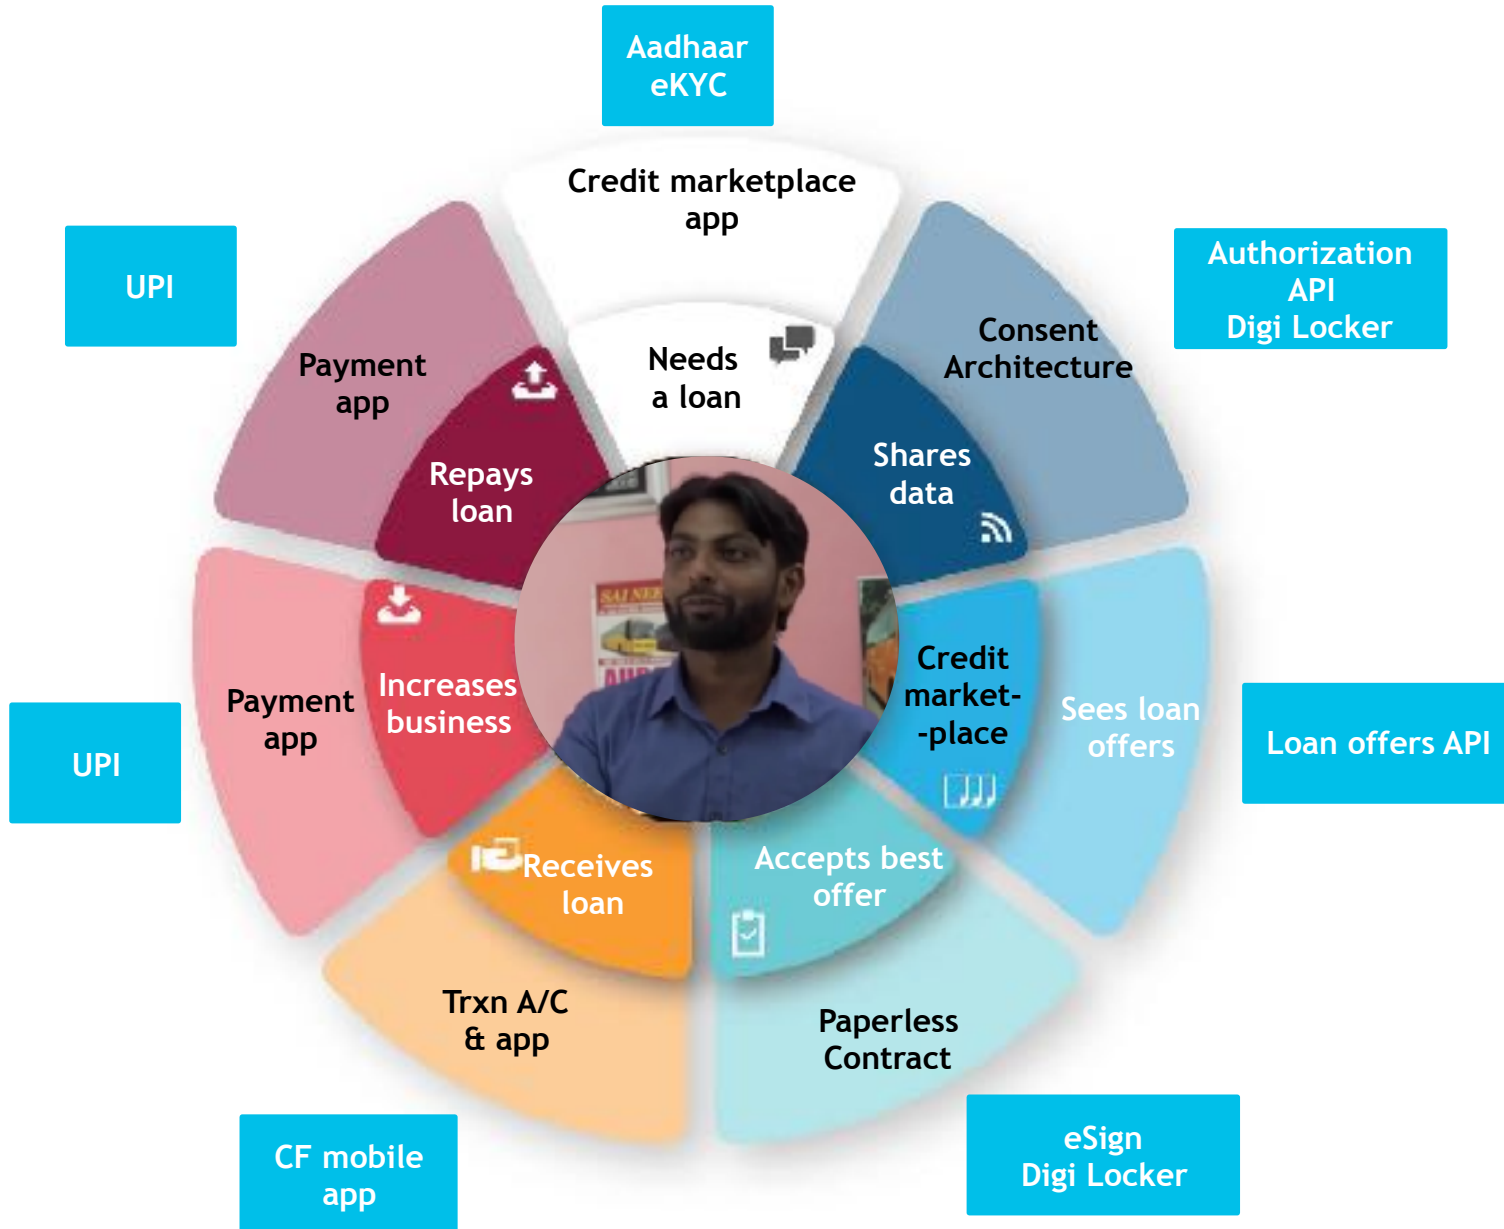 Aadhaar
eKYC
Credit marketplace
app
Needs
a loan
Authorization
API
Digi Locker
Consent
Architecture
Shares
data
Credit
market-
-place
Sees loan
offers
Loan offers API
Accepts best
offer
Paperless
Contract
eSign
Digi Locker
Receives
loan
Trxn A/C
& app
CF mobile
app
Increases
business
Payment
app
UPI
Repays
loan
Payment
app
UPI